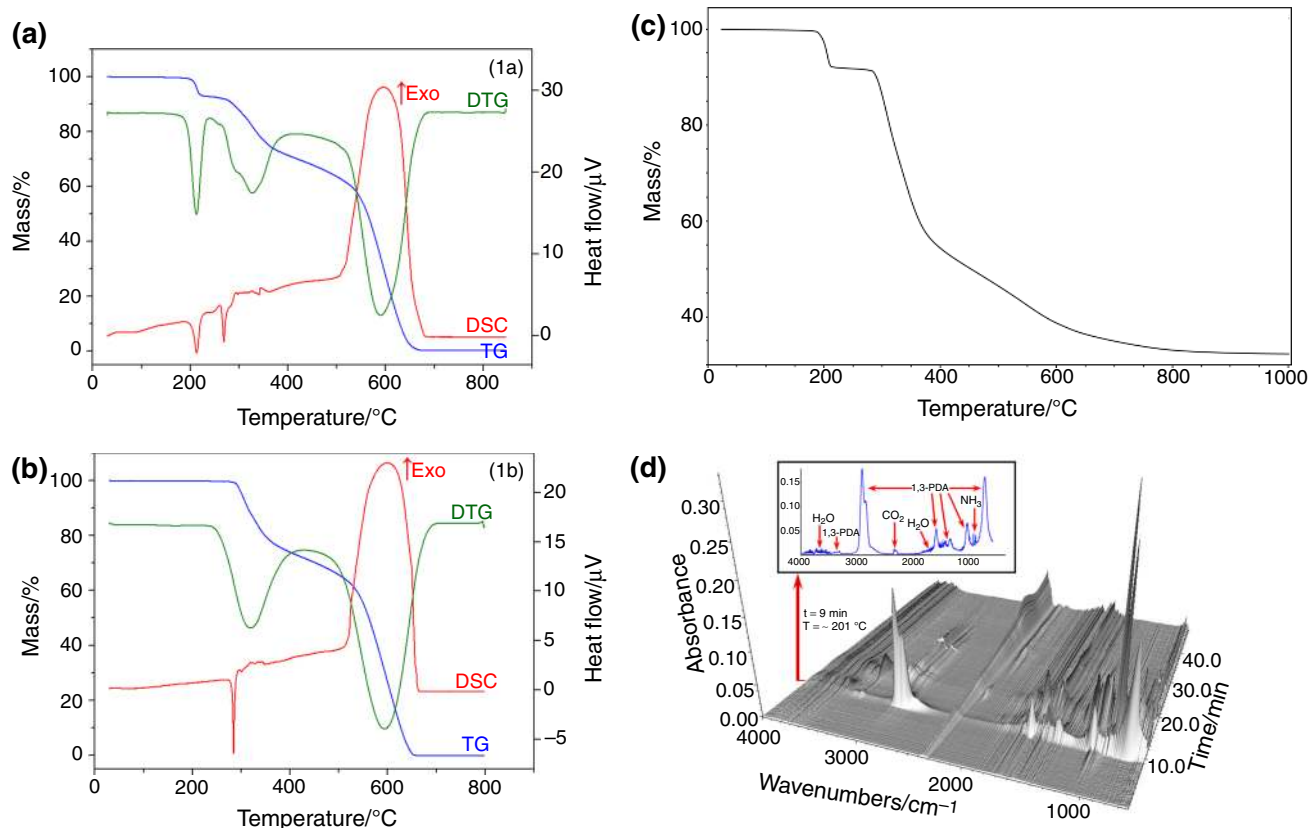 (a)
(1a)
100
80
60
40
20
0
Mass/%
30
20
10
0
Heat flow/μV
↑Exo
DTG
DSC
TG
0 200 400 600 800
Temperature/°C
(b)
(1b)
100
80
60
40
20
0
Mass/%
20
15
10
5
0
−5
Heat flow/μV
↑Exo
DTG
DSC
TG
0 200 400 600 800
Temperature/°C
(c)
100
80
60
40
Mass/%
0 200 400 600 800 1000
Temperature/°C
(d)
0.15
0.10
0.05
H2O
1,3-PDA
CO2
H2O
1,3-PDA
NH3
4000 3000 2000 1000
t = 9 min
T = ~ 201 °C
0.30
0.25
0.20
0.15
0.10
0.05
0.00
Absorbance
4000 3000 2000 1000
Wavenumbers/cm−1
40.0
30.0
20.0
10.0
Time/min